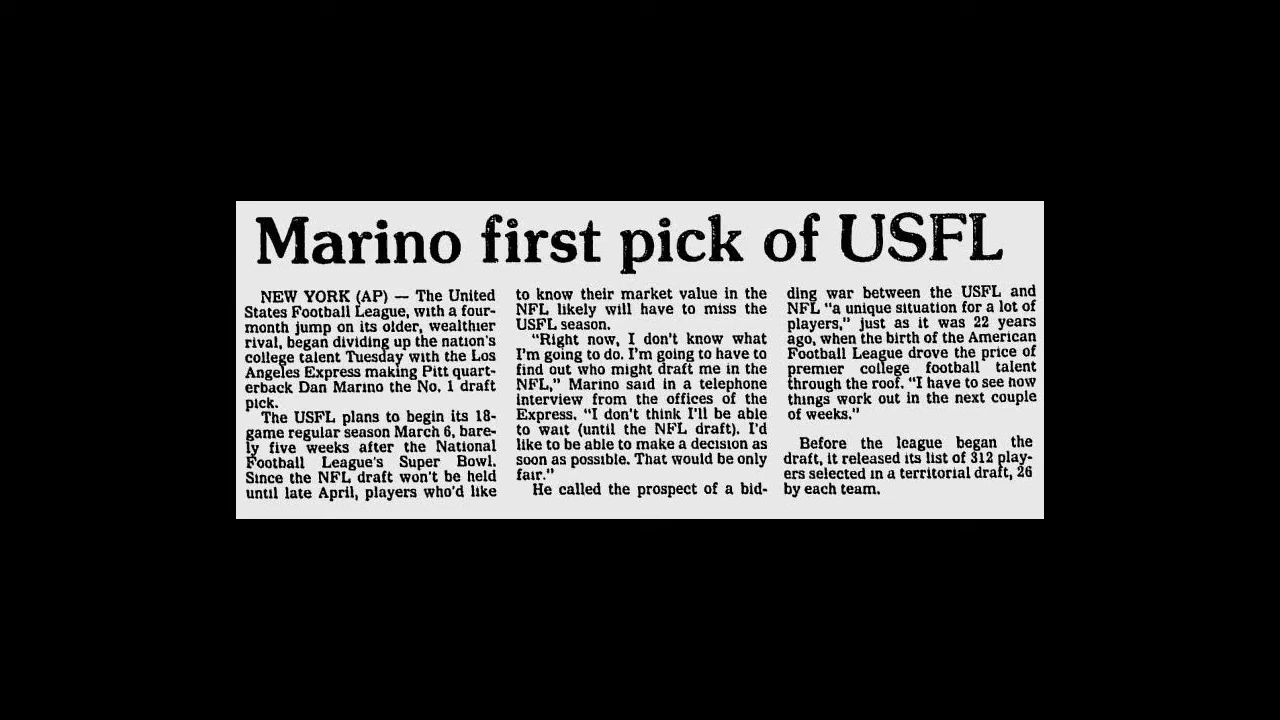 Marino first pick of USFL
NEW YORK (AP) — The United
States Football League, with a four-
month jump on its older, wealthier
rival, began dividing up the nation's
college talent Tuesday with the Los
Angeles Express making Pitt quart-
erback Dan Marino the No. 1 draft
pick.
The USFL plans to begin its 18-
game regular season March 6, bare-
ly five weeks after the National
Football League's Super Bowl.
Since the NFL draft won't be held
until late April, players who'd like
to know their market value in the
NFL likely will have to miss the
USFL season.
"Right now, I don't know what
I'm going to do. I'm going to have to
find out who might draft me in the
NFL," Marino said in a telephone
interview from the offices of the
Express. "I don't think I'll be able
to wait (until the NFL draft). I'd
like to be able to make a decision as
soon as possible. That would be only
fair."
He called the prospect of a bid-
ding war between the USFL and
NFL "a unique situation for a lot of
players," just as it was 22 years
ago, when the birth of the American
Football League drove the price of
premier college football talent
through the roof. "I have to see how
things work out in the next couple
of weeks."
Before the league began the
draft, it released its list of 312 play-
ers selected in a territorial draft, 26
by each team.